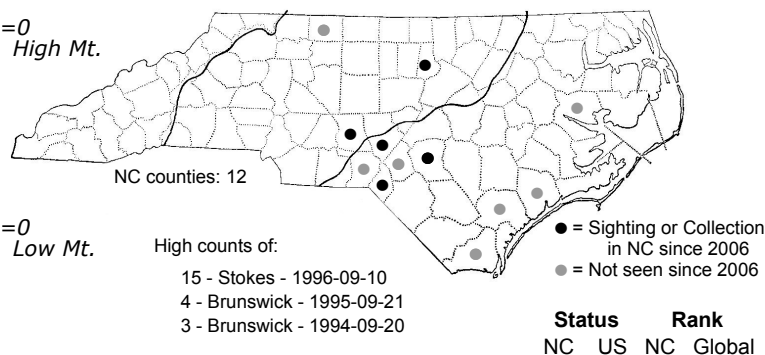 =0
High Mt.
NC counties: 12
=0
Low Mt.
High counts of:
15 - Stokes - 1996-09-10
4 - Brunswick - 1995-09-21
3 - Brunswick - 1994-09-20
● = Sighting or Collection
in NC since 2006
● = Not seen since 2006
Status Rank
NC US NC Global